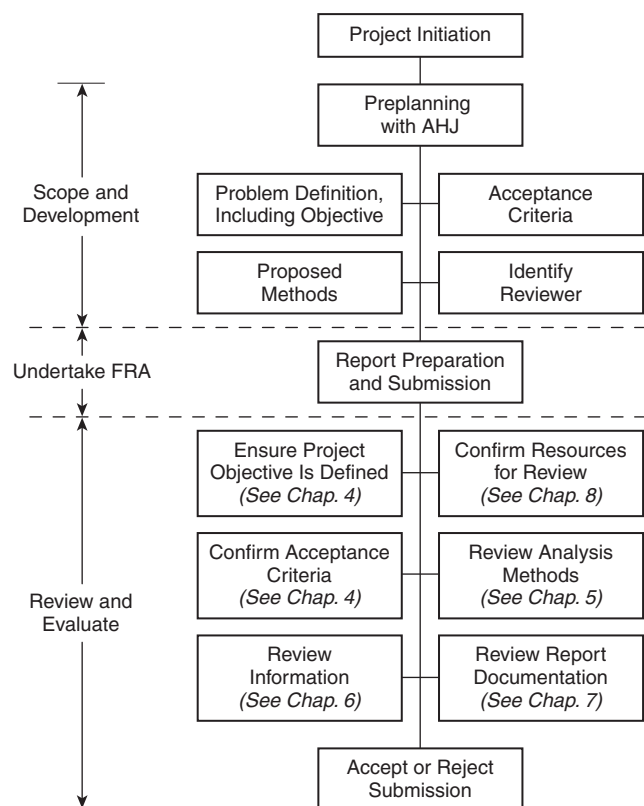 Project Initiation
Preplanning
with AHJ
Scope and
Development
Problem Definition,
Including Objective
Acceptance
Criteria
Proposed
Methods
Identify
Reviewer
Undertake FRA
Report Preparation
and Submission
Review and
Evaluate
Ensure Project
Objective Is Defined
(See Chap. 4)
Confirm Resources
for Review
(See Chap. 8)
Confirm Acceptance
Criteria
(See Chap. 4)
Review Analysis
Methods
(See Chap. 5)
Review
Information
(See Chap. 6)
Review Report
Documentation
(See Chap. 7)
Accept or Reject
Submission